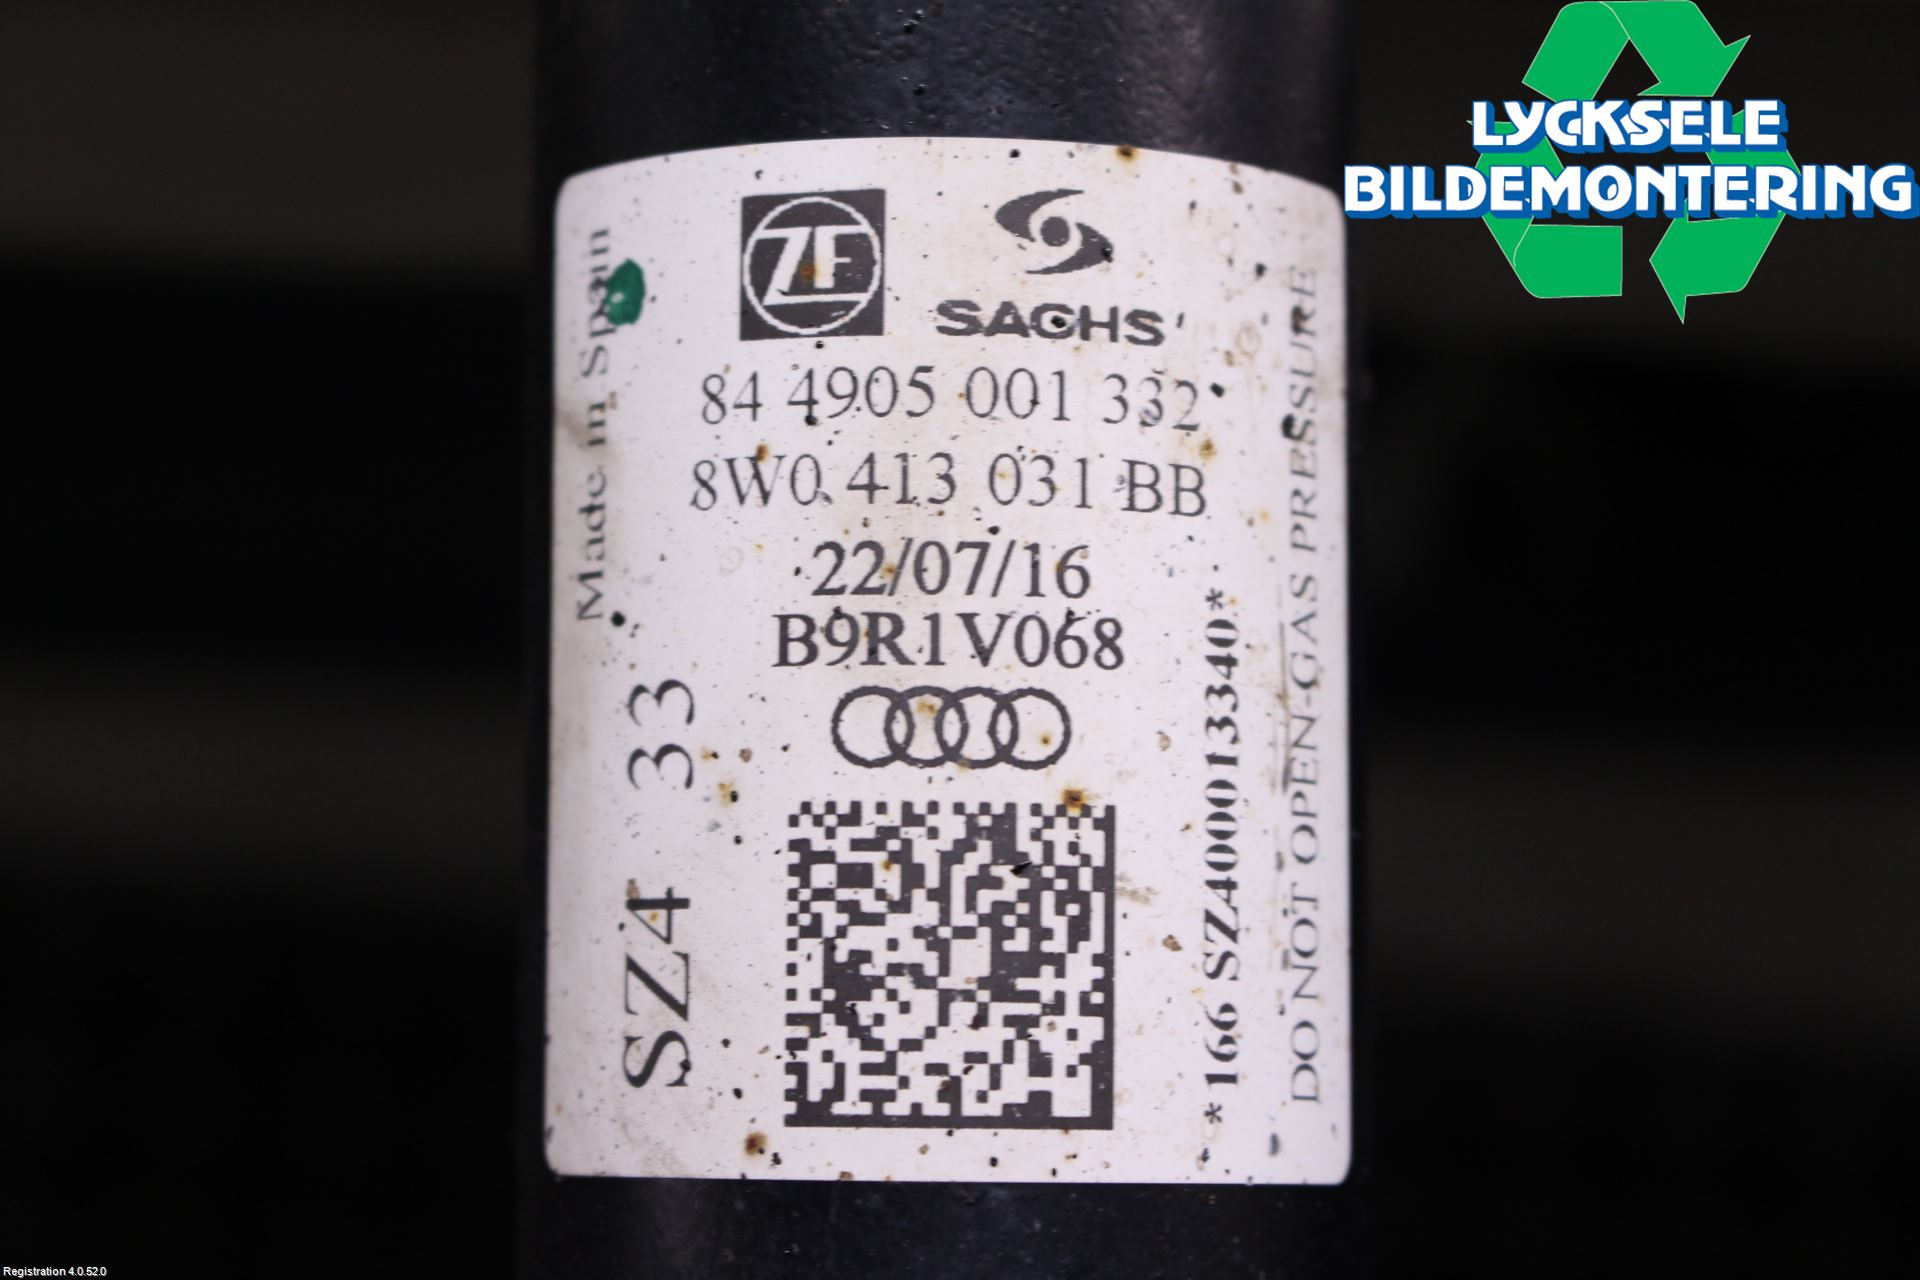 LYCKSELE
BILDEMONTERING
ZF
SACHS
84 4905 001 332
8W0 413 031 BB
22/07/16
B9R1V068
Made in Spain
SZ4 33
*166 SZ400013340*
DO NOT OPEN-GAS PRESSURE
Registration 4.0.52.0